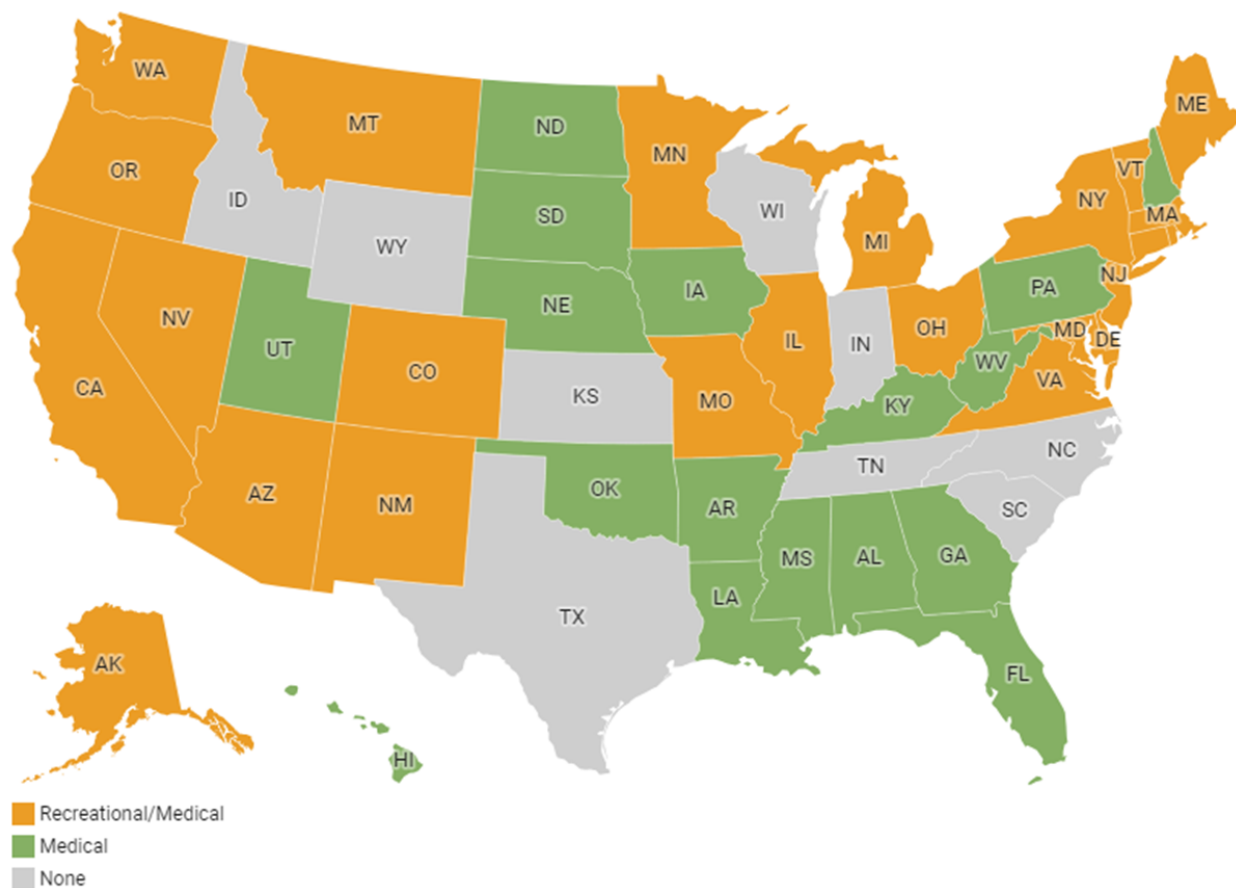 WA
MT
ND
MN
ME
OR
ID
SD
WI
VT
NY
MA
WY
MI
IA
NE
PA
NJ
NV
UT
CO
IL
IN
OH
MD
DE
WV
VA
CA
KS
MO
KY
AZ
NM
OK
AR
TN
NC
SC
MS
AL
GA
TX
LA
FL
AK
HI
Recreational/Medical
Medical
None